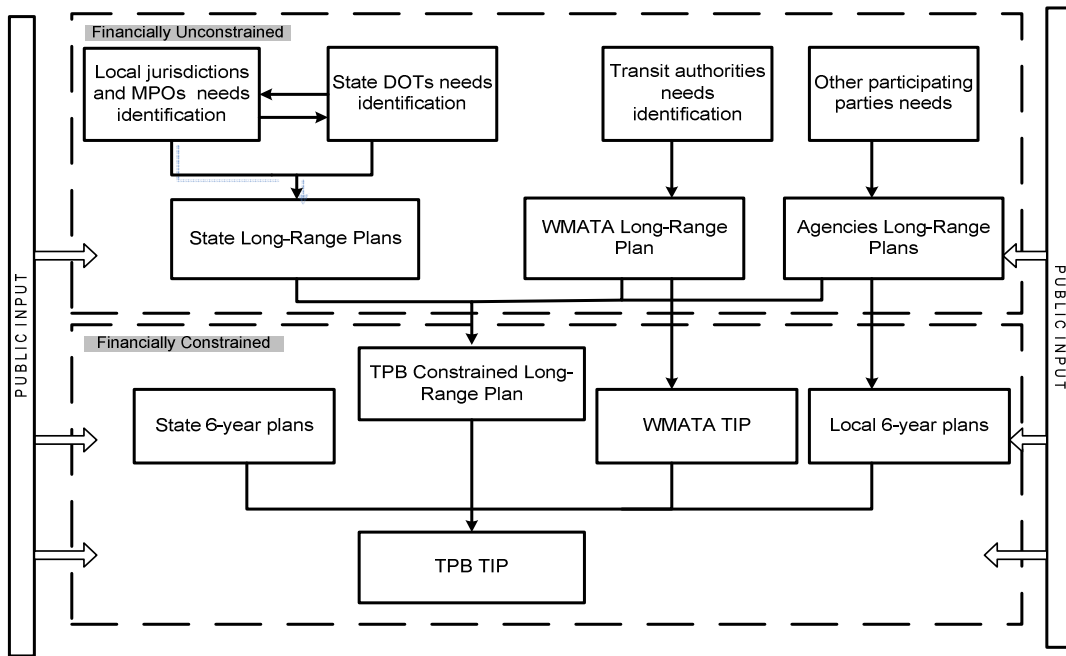 Financially Unconstrained
Local jurisdictions
and MPOs needs
identification
State DOTs needs
identification
Transit authorities
needs
identification
Other participating
parties needs
State Long-Range Plans
WMATA Long-Range
Plan
Agencies Long-Range
Plans
PUBLIC INPUT
PUBLIC INPUT
Financially Constrained
TPB Constrained Long-
Range Plan
State 6-year plans
WMATA TIP
Local 6-year plans
TPB TIP